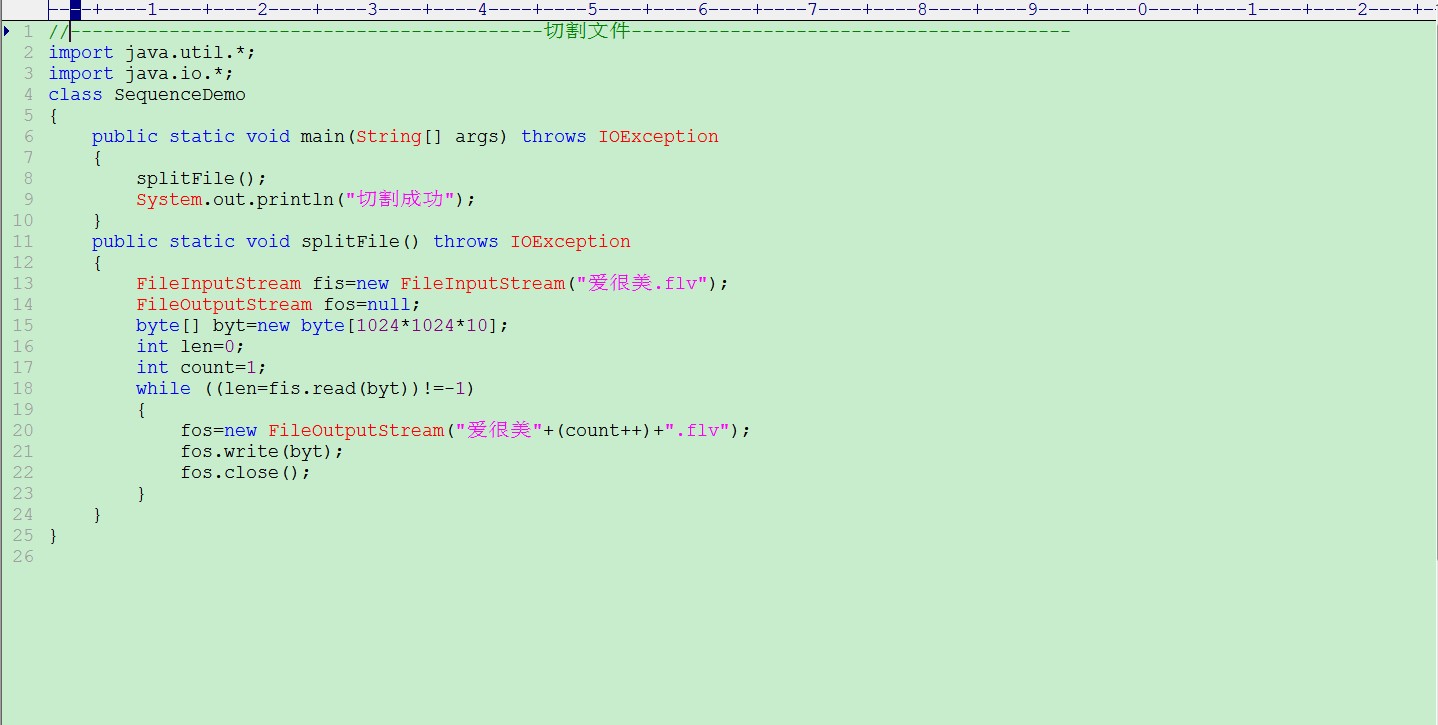 |--+----1----+----2----+----3----+----4----+----5----+----6----+----7----+----8----+----9----+----0----+----1----+----2----+-
1 //-------------------------------------------切割文件----------------------------------------
2 import java.util.*;
3 import java.io.*;
4 class SequenceDemo
5 {
6     public static void main(String[] args) throws IOException
7     {
8         splitFile();
9         System.out.println("切割成功");
10     }
11     public static void splitFile() throws IOException
12     {
13         FileInputStream fis=new FileInputStream("爱很美.flv");
14         FileOutputStream fos=null;
15         byte[] byt=new byte[1024*1024*10];
16         int len=0;
17         int count=1;
18         while ((len=fis.read(byt))!=-1)
19         {
20             fos=new FileOutputStream("爱很美"+(count++)+".flv");
21             fos.write(byt);
22             fos.close();
23         }
24     }
25 }
26